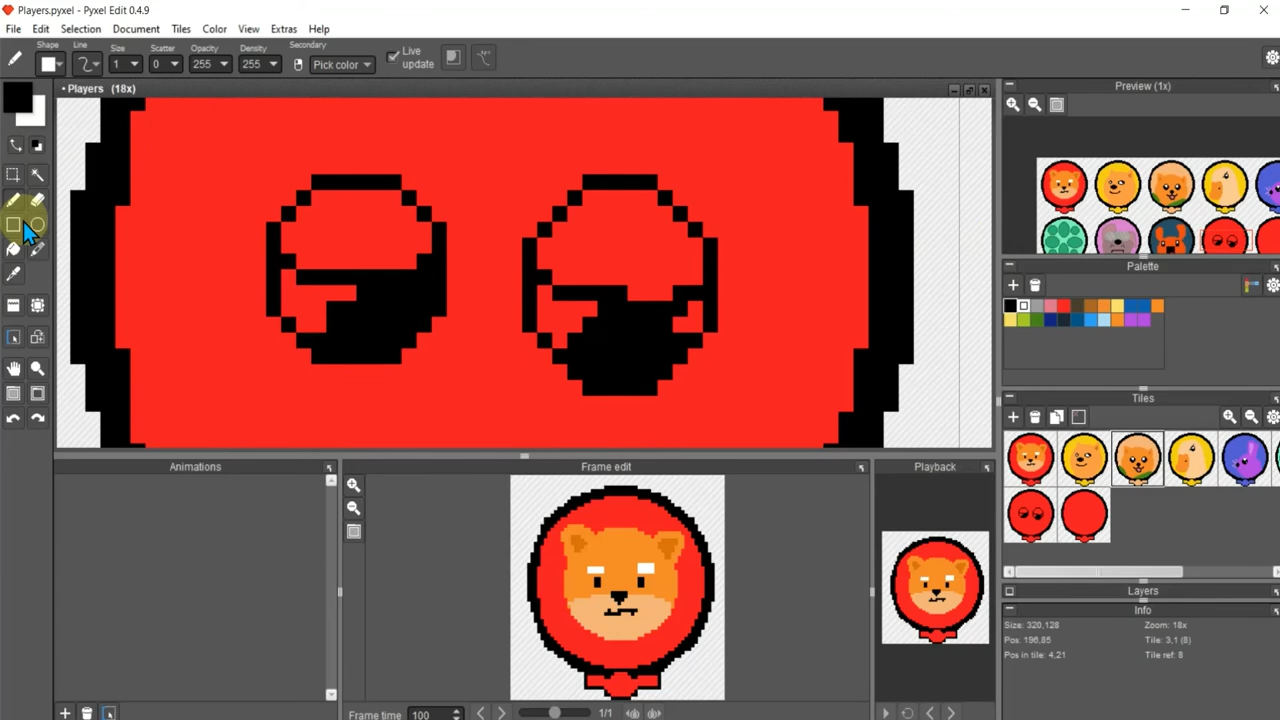 Players.pyxel - Pyxel Edit 0.4.9
File Edit Selection Document Tiles Color View Extras Help
Shape Line Size Scatter Opacity Density Secondary
1 0 255 255 Pick color Live update
• Players (18x)
Preview (1x)
Palette
Tiles
Layers
Info
Size: 320,128 Zoom: 18x
Pos: 196,85 Tile: 3,1 (8)
Pos in tile: 4,21 Tile ref: 8
Animations
Frame edit
Playback
Frame time 100 1/1